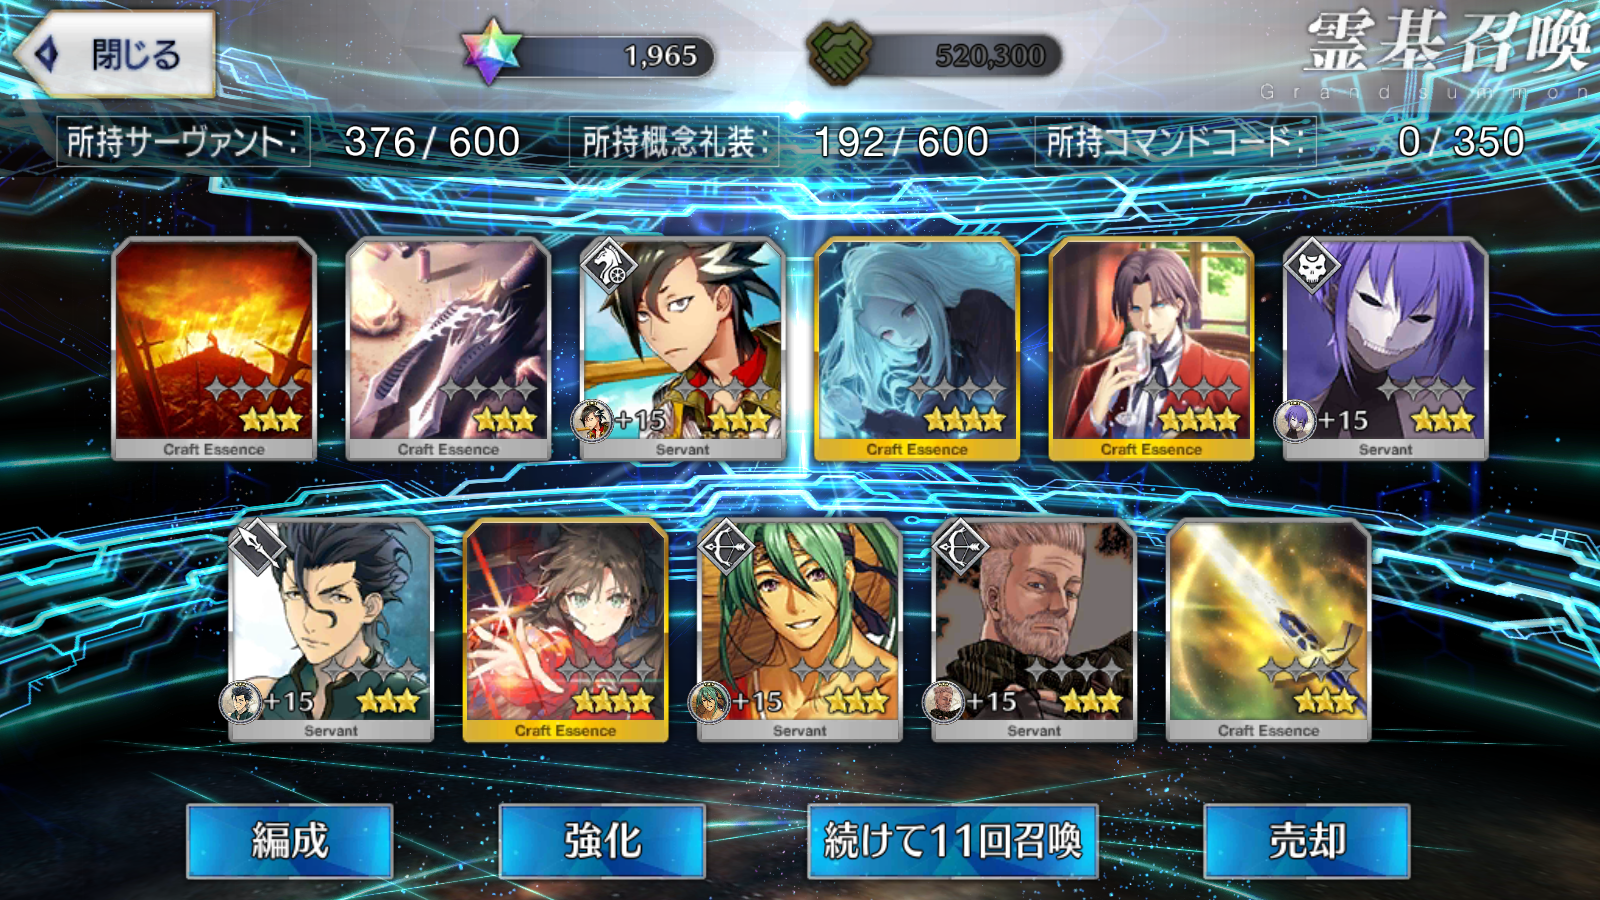 閉じる
1,965
520,300
霊基召喚
Grand summon
所持サーヴァント: 376 / 600
所持概念礼装: 192 / 600
所持コマンドコード: 0 / 350
Craft Essence
Craft Essence
+15
Servant
Craft Essence
Craft Essence
+15
Servant
+15
Servant
Craft Essence
+15
Servant
+15
Servant
Craft Essence
編成
強化
続けて11回召喚
売却